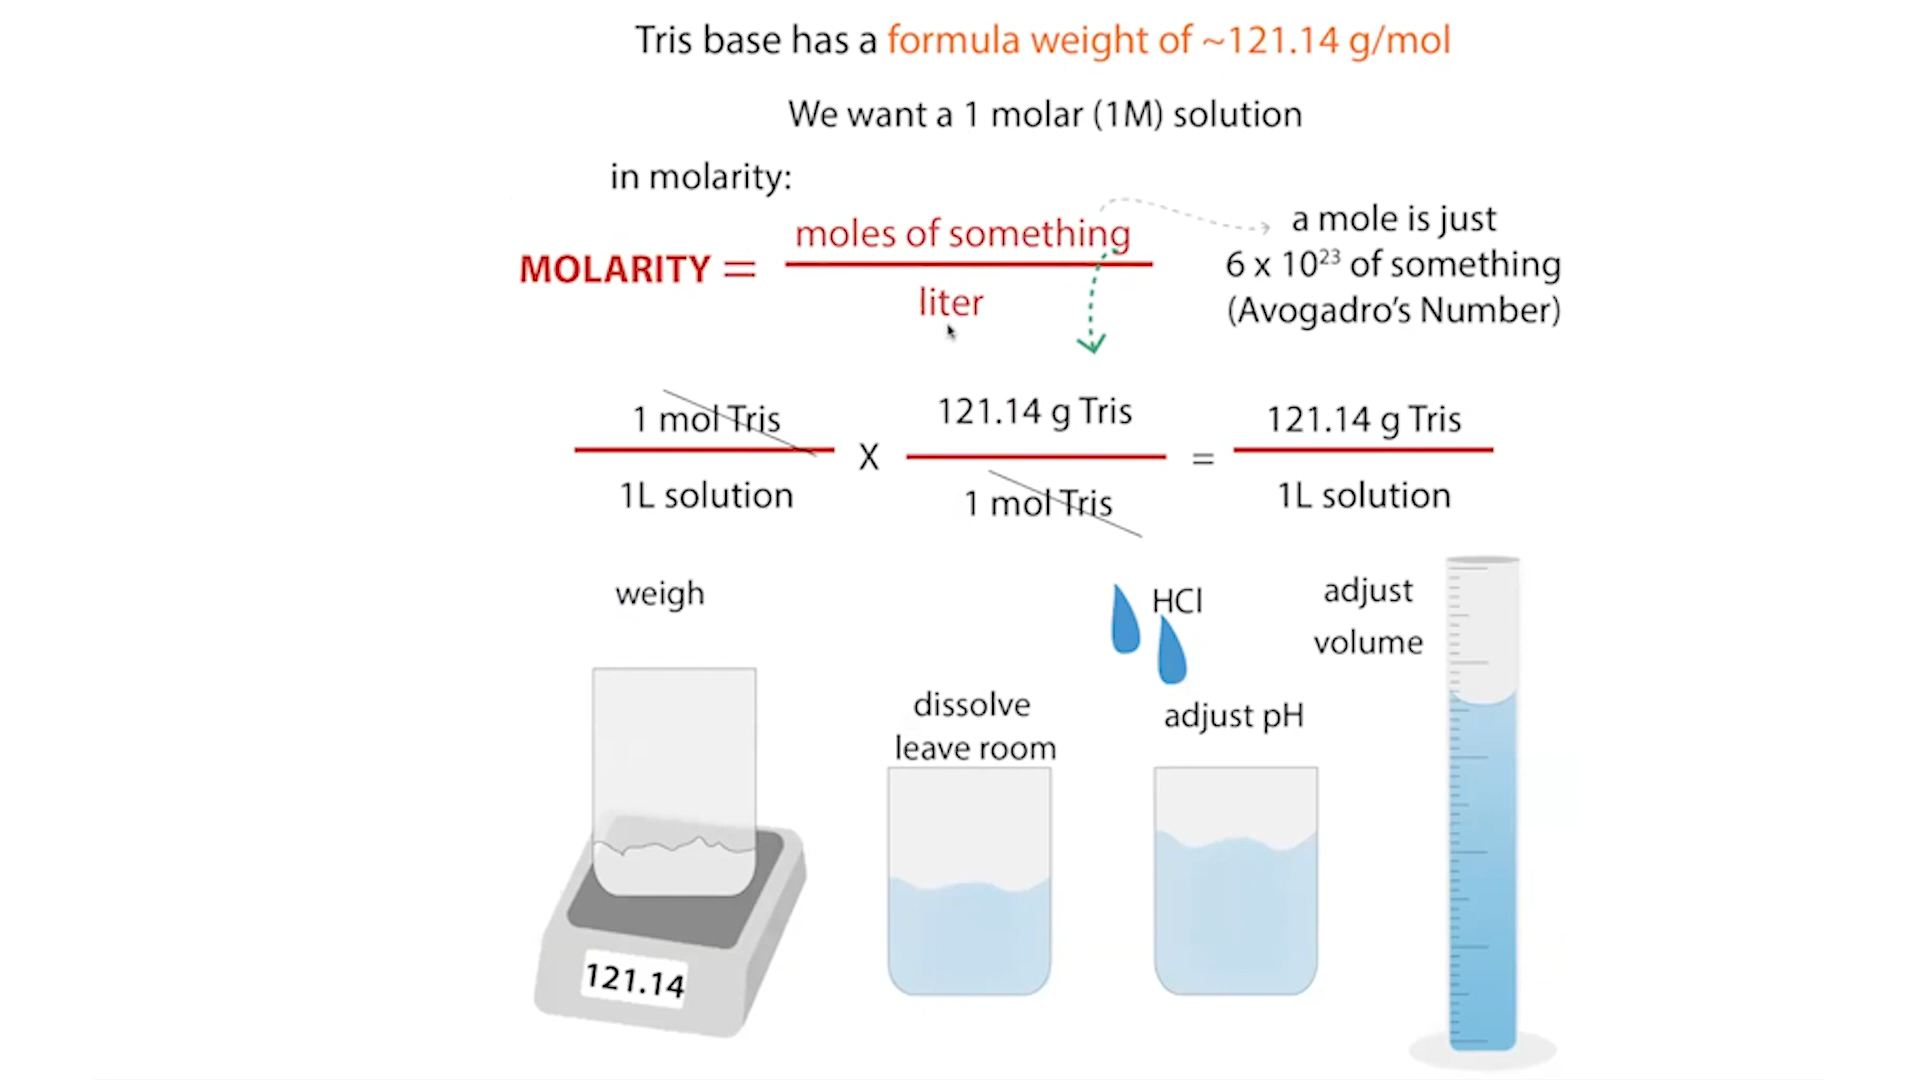 Tris base has a formula weight of ~121.14 g/mol
We want a 1 molar (1M) solution
in molarity:
MOLARITY = moles of something
liter
a mole is just
6 x 10²³ of something
(Avogadro’s Number)
1 mol Tris
1L solution
X
121.14 g Tris
1 mol Tris
=
121.14 g Tris
1L solution
weigh
121.14
dissolve
leave room
HCl
adjust pH
adjust
volume